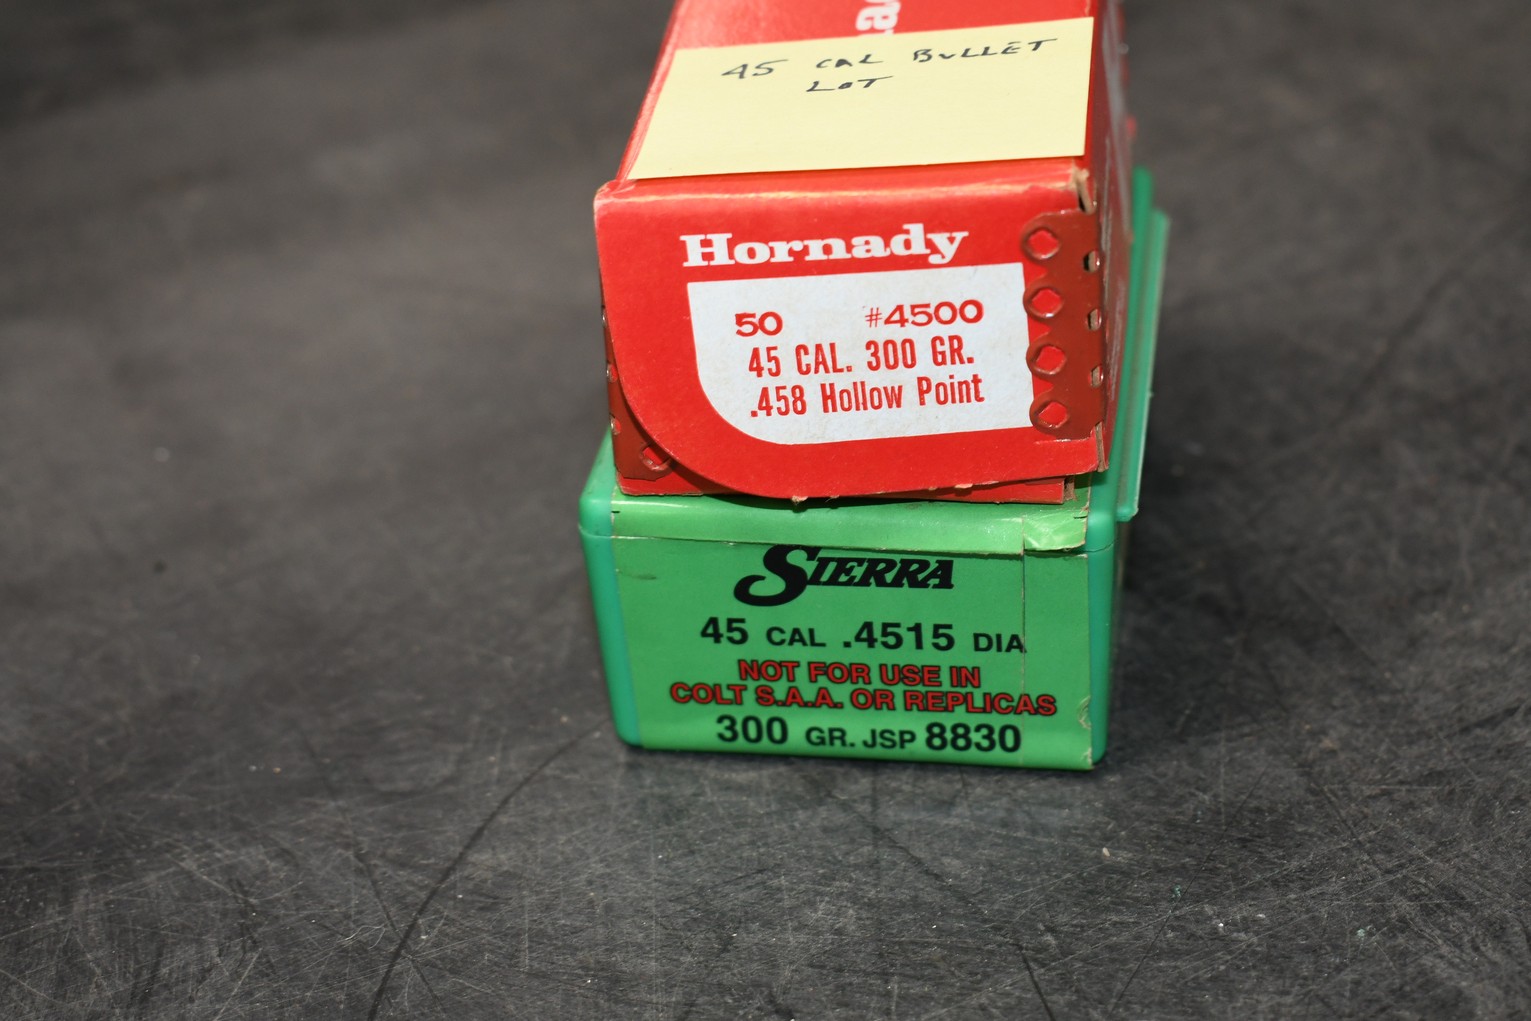 45 CAL BULLET
LOT
Hornady
50 #4500
45 CAL. 300 GR.
.458 Hollow Point
SIERRA
45 CAL .4515 DIA
NOT FOR USE IN
COLT S.A.A. OR REPLICAS
300 GR. JSP 8830